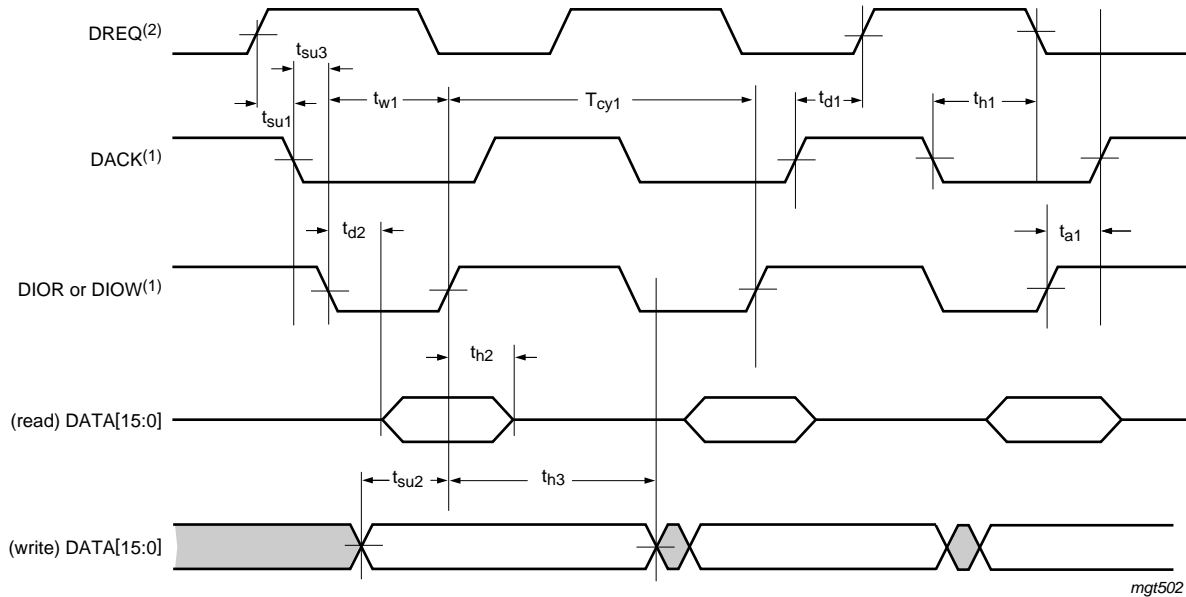 DREQ(2)
tsu3
tw1
Tcy1
td1
th1
tsu1
DACK(1)
td2
ta1
DIOR or DIOW(1)
th2
(read) DATA[15:0]
tsu2
th3
(write) DATA[15:0]
mgt502